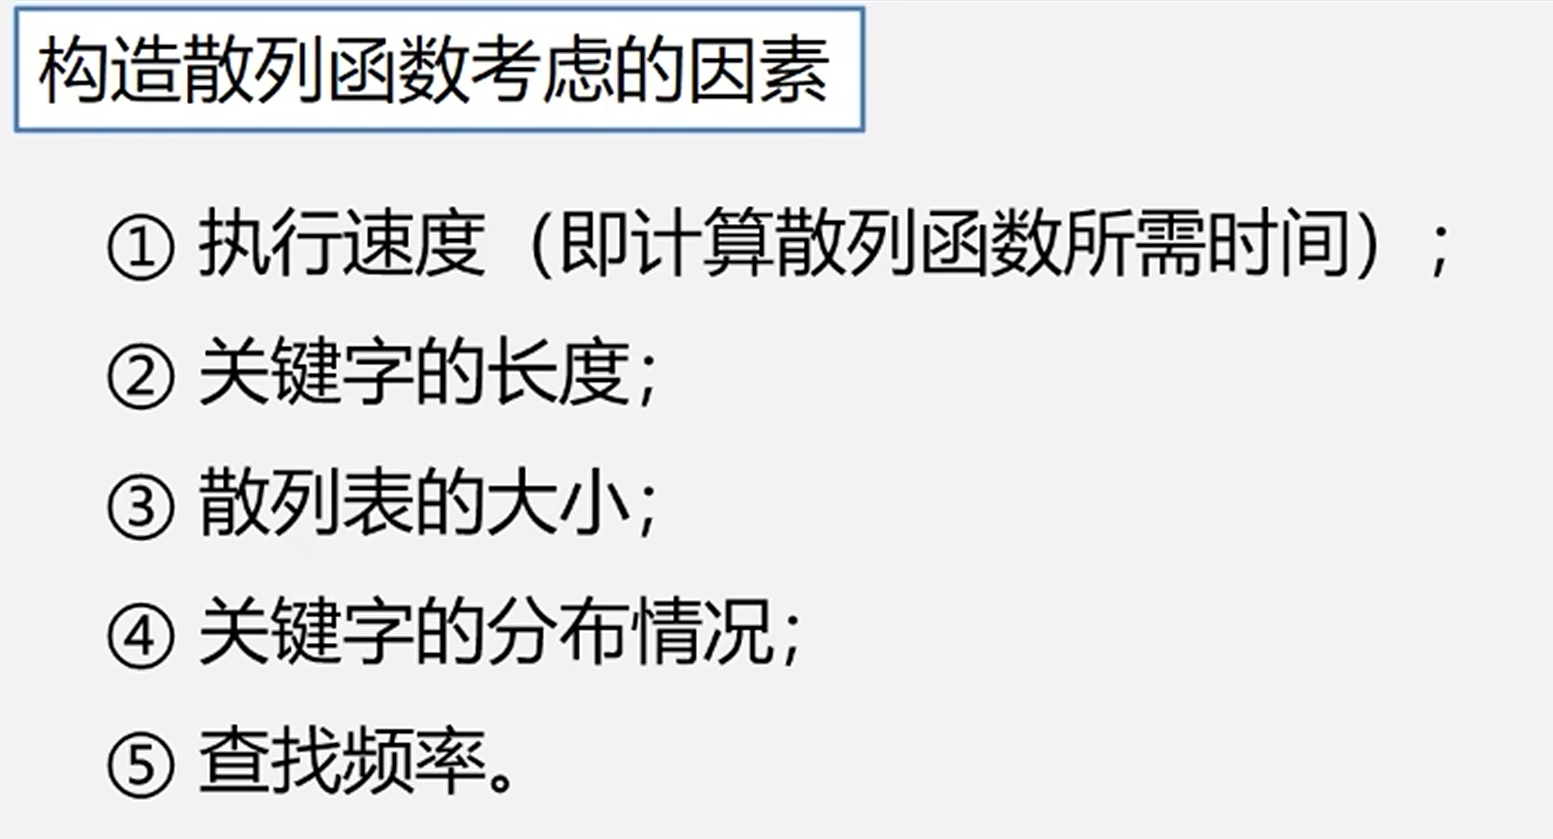 构造散列函数考虑的因素
① 执行速度（即计算散列函数所需时间）;
② 关键字的长度;
③ 散列表的大小;
④ 关键字的分布情况;
⑤ 查找频率。